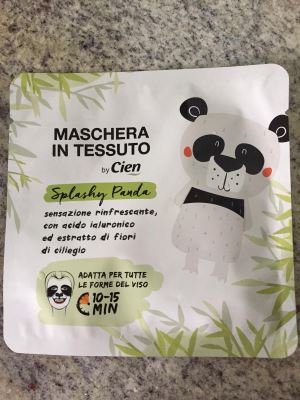 MASCHERA
IN TESSUTO
by Cien
Splashy Panda
sensazione rinfrescante,
con acido ialuronico
ed estratto di fiori
di ciliegio
ADATTA PER TUTTE
LE FORME DEL VISO
10-15
MIN